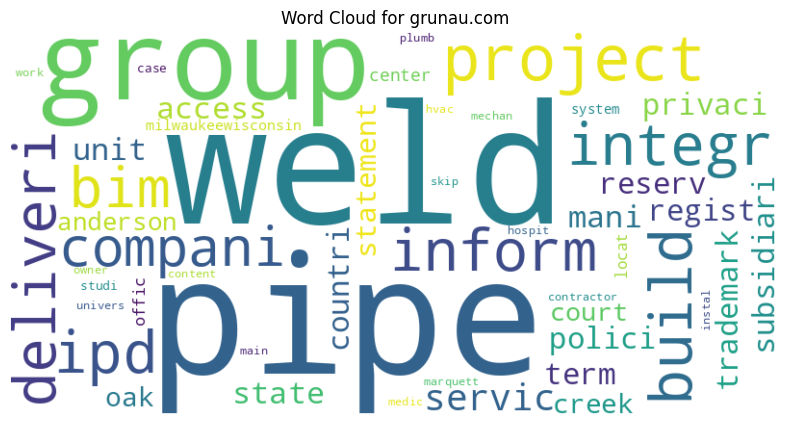 Word Cloud for grunau.com
group
plumb
project
work
case
center
access
hvac
mechan
system
privaci
milwaukeewisconsin
statement
weld
integr
unit
bim
skip
reserv
deliveri
anderson
mani
regist
subsidiari
compani
countri
inform
hospit
locat
build
trademark
owner
content
studi
offic
pipe
univers
contractor
court
instal
ipd
main
polici
marquett
term
oak
state
medic
servic
creek